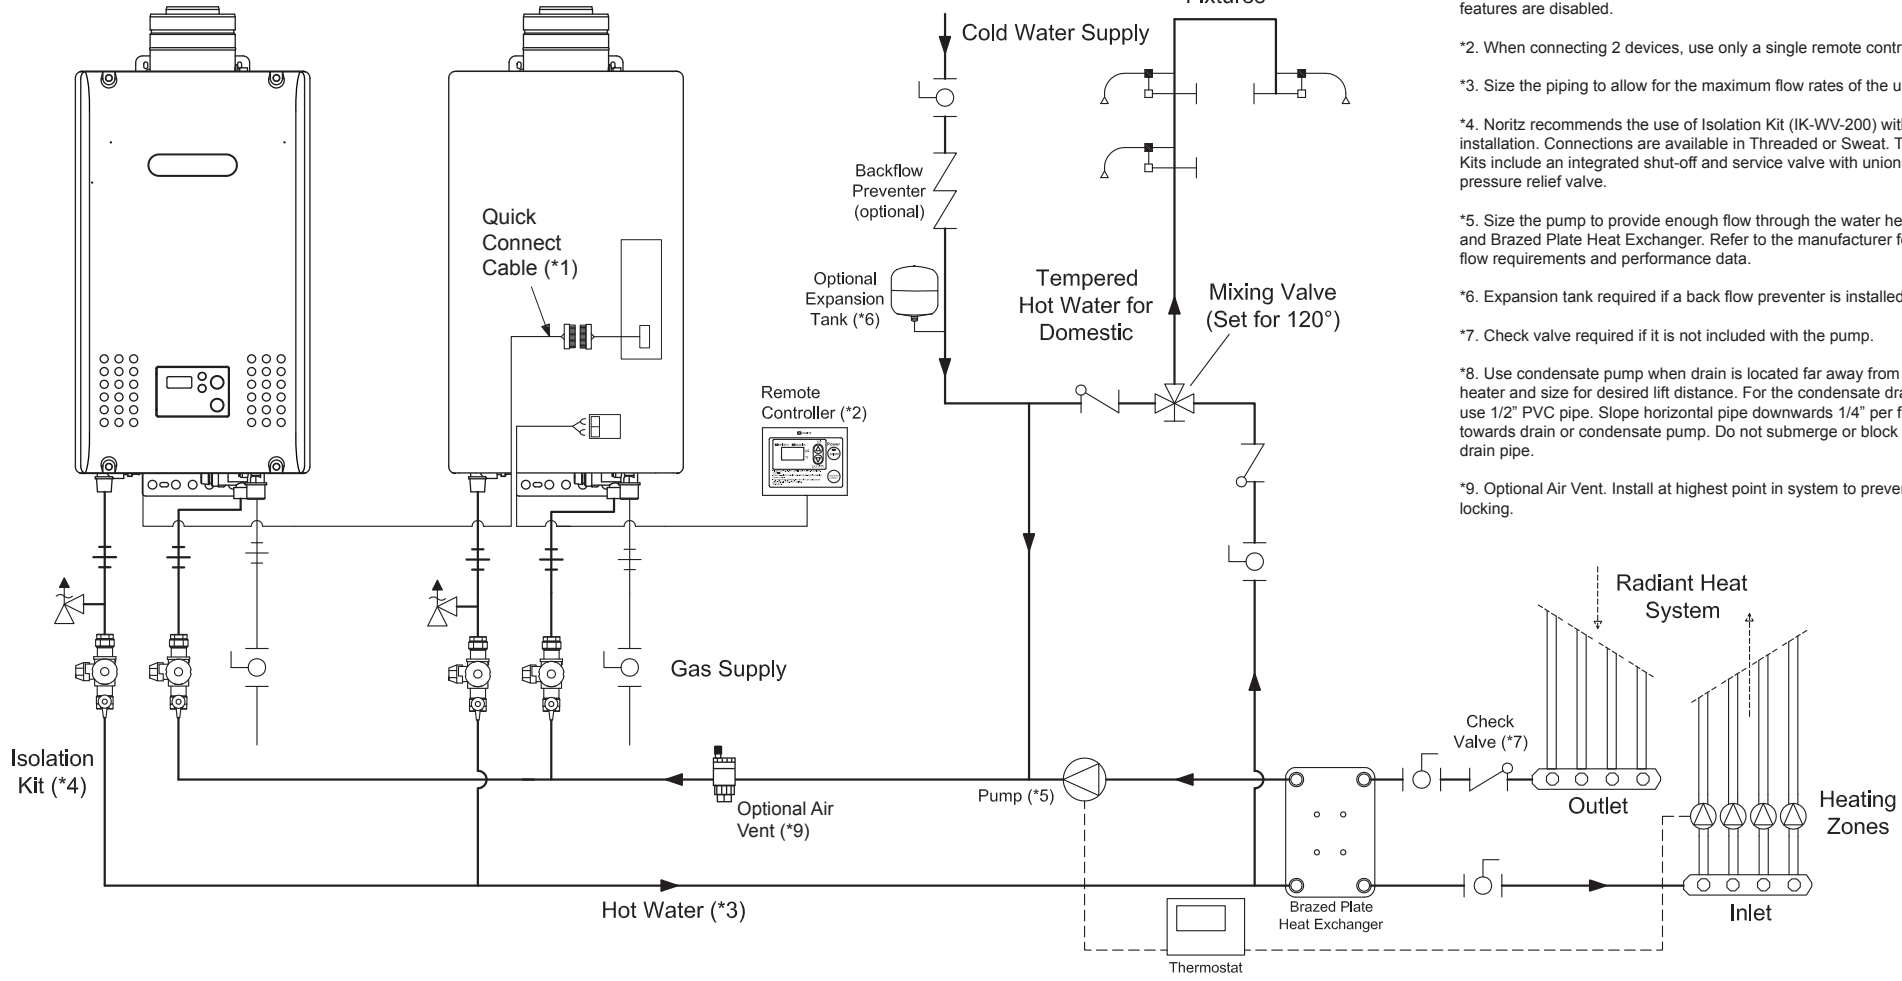 Fixtures
Cold Water Supply
Backflow
Preventer
(optional)
Quick
Connect
Cable (*1)
Optional
Expansion
Tank (*6)
Tempered
Hot Water for
Domestic
Mixing Valve
(Set for 120°)
Remote
Controller (*2)
Gas Supply
Isolation
Kit (*4)
Optional Air
Vent (*9)
Pump (*5)
Hot Water (*3)
Brazed Plate
Heat Exchanger
Thermostat
Check
Valve (*7)
Radiant Heat
System
Outlet
Heating
Zones
Inlet
features are disabled.
*2. When connecting 2 devices, use only a single remote contr
*3. Size the piping to allow for the maximum flow rates of the u
*4. Noritz recommends the use of Isolation Kit (IK-WV-200) wit
installation. Connections are available in Threaded or Sweat. T
Kits include an integrated shut-off and service valve with union
pressure relief valve.
*5. Size the pump to provide enough flow through the water he
and Brazed Plate Heat Exchanger. Refer to the manufacturer f
flow requirements and performance data.
*6. Expansion tank required if a back flow preventer is installed
*7. Check valve required if it is not included with the pump.
*8. Use condensate pump when drain is located far away from
heater and size for desired lift distance. For the condensate dra
use 1/2” PVC pipe. Slope horizontal pipe downwards 1/4” per f
towards drain or condensate pump. Do not submerge or block
drain pipe.
*9. Optional Air Vent. Install at highest point in system to preve
locking.